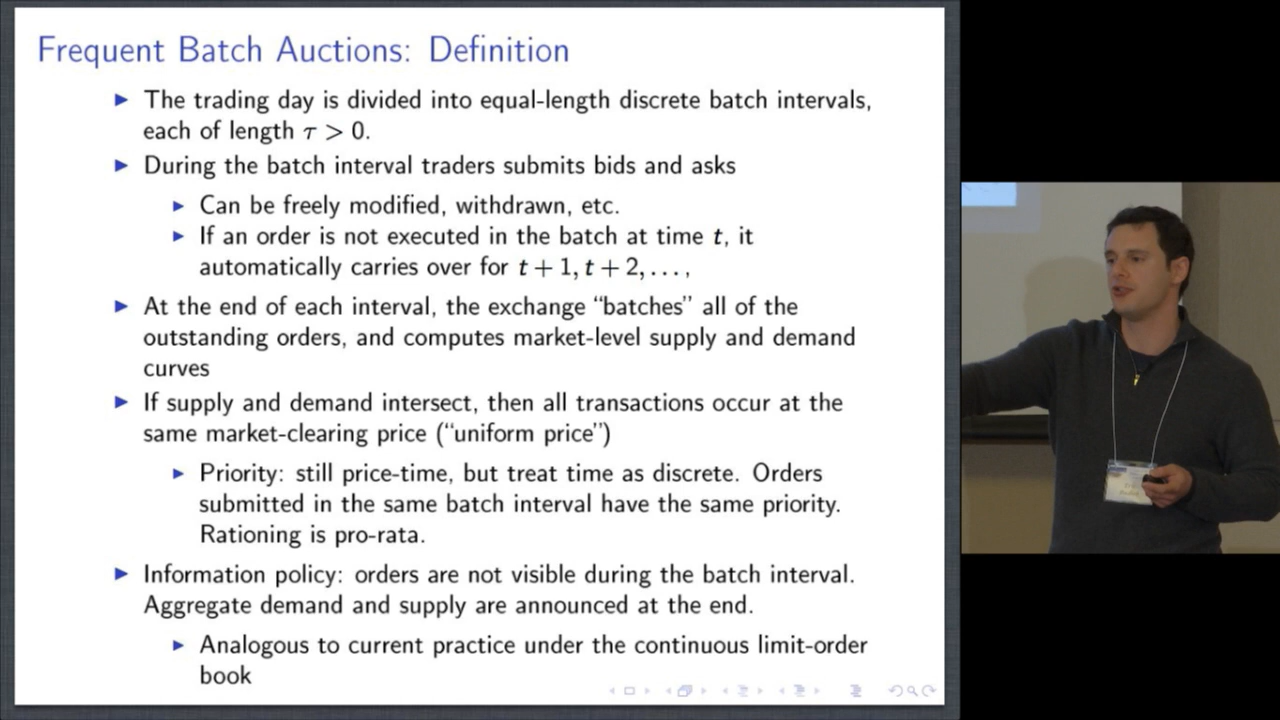 Frequent Batch Auctions: Definition
The trading day is divided into equal-length discrete batch intervals,
each of length τ > 0.
During the batch interval traders submits bids and asks
Can be freely modified, withdrawn, etc.
If an order is not executed in the batch at time t, it
automatically carries over for t + 1, t + 2, . . . ,
At the end of each interval, the exchange “batches” all of the
outstanding orders, and computes market-level supply and demand
curves
If supply and demand intersect, then all transactions occur at the
same market-clearing price (“uniform price”)
Priority: still price-time, but treat time as discrete. Orders
submitted in the same batch interval have the same priority.
Rationing is pro-rata.
Information policy: orders are not visible during the batch interval.
Aggregate demand and supply are announced at the end.
Analogous to current practice under the continuous limit-order
book